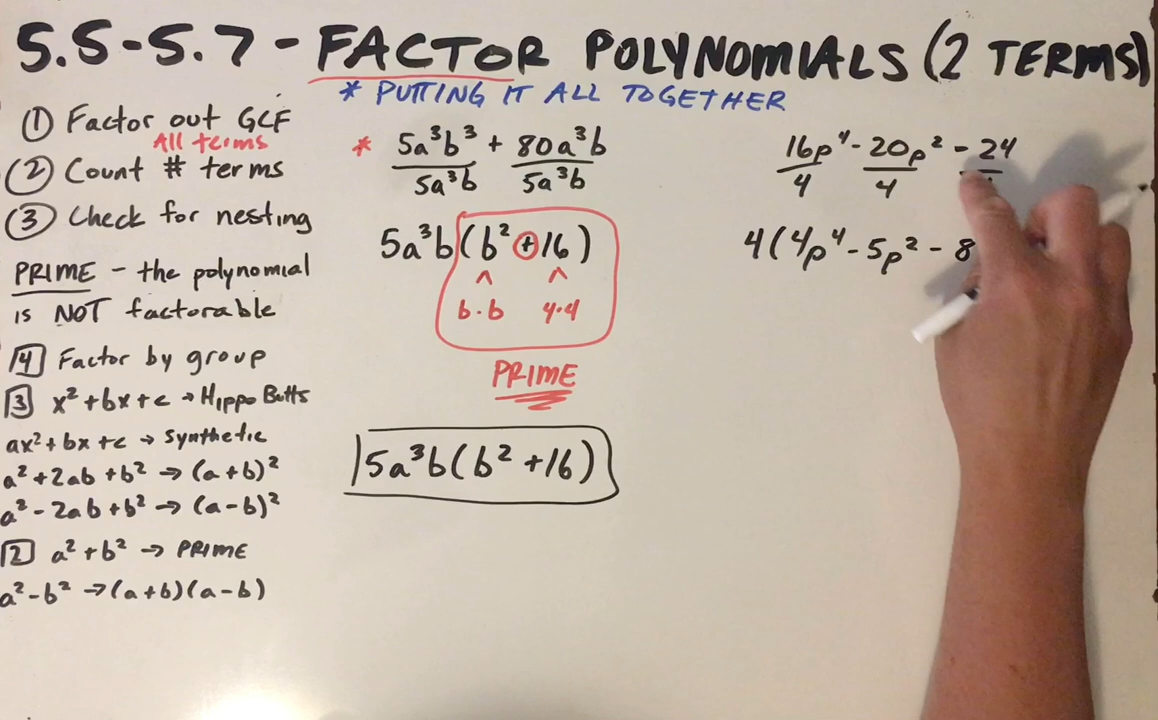 5.5-5.7 - FACTOR POLYNOMIALS (2 TERMS)
* PUTTING IT ALL TOGETHER
① Factor out GCF
All terms
② Count # terms
③ Check for nesting
PRIME - the polynomial
is NOT factorable
[4] Factor by group
[3] x² + bx + c → Hippo Butts
ax² + bx + c → Synthetic
a² + 2ab + b² → (a+b)²
a² - 2ab + b² → (a-b)²
[2] a² + b² → PRIME
a² - b² → (a+b)(a-b)
* 5a³b³ + 80a³b
5a³b 5a³b
5a³b(b² + 16)
b·b 4·4
PRIME
5a³b(b² + 16)
16p⁴ - 20p² - 24
4 4
4(4p⁴ - 5p² - 8